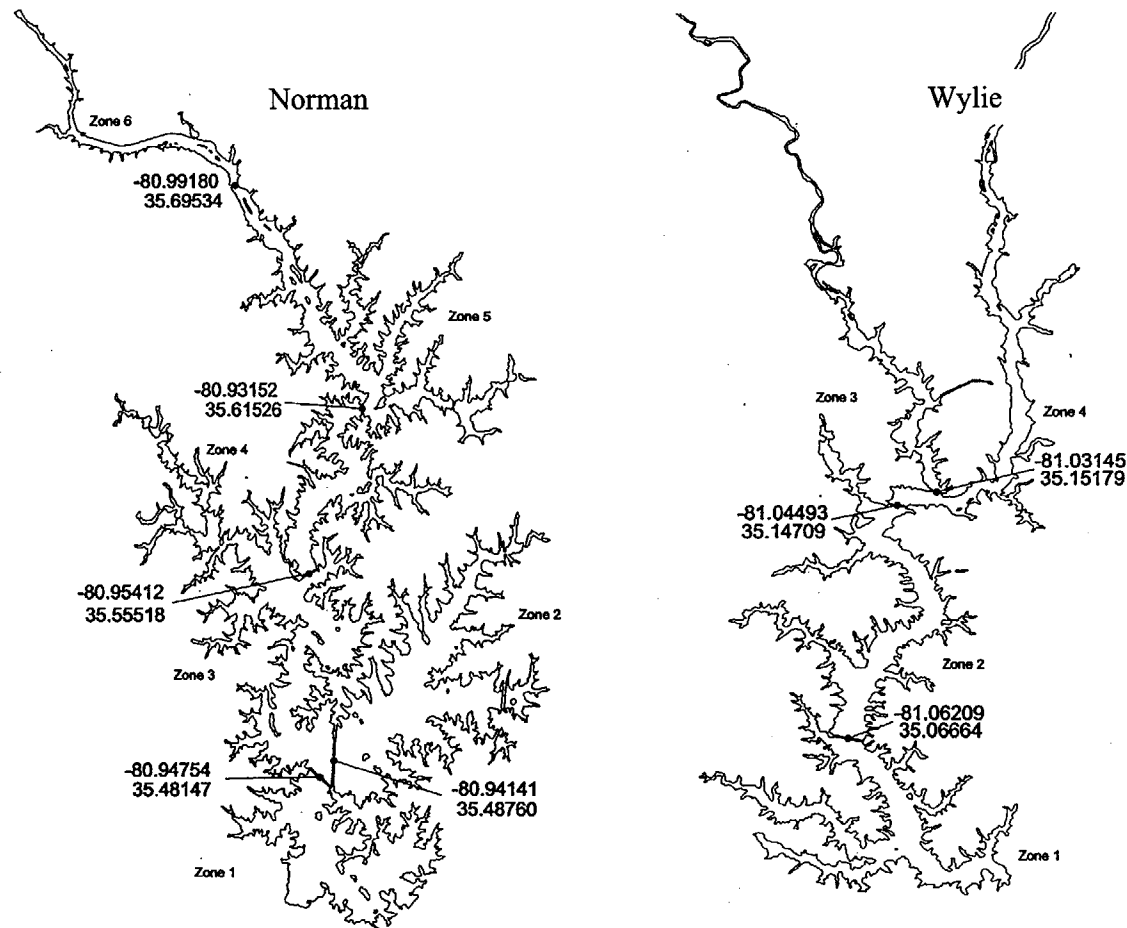 Norman
Zone 6
-80.99180
35.69534
Zone 5
-80.93152
35.61526
Zone 4
-80.95412
35.55518
Zone 2
Zone 3
-80.94754
35.48147
-80.94141
35.48760
Zone 1
Wylie
Zone 3
Zone 4
-81.03145
35.15179
-81.04493
35.14709
Zone 2
-81.06209
35.06664
Zone 1